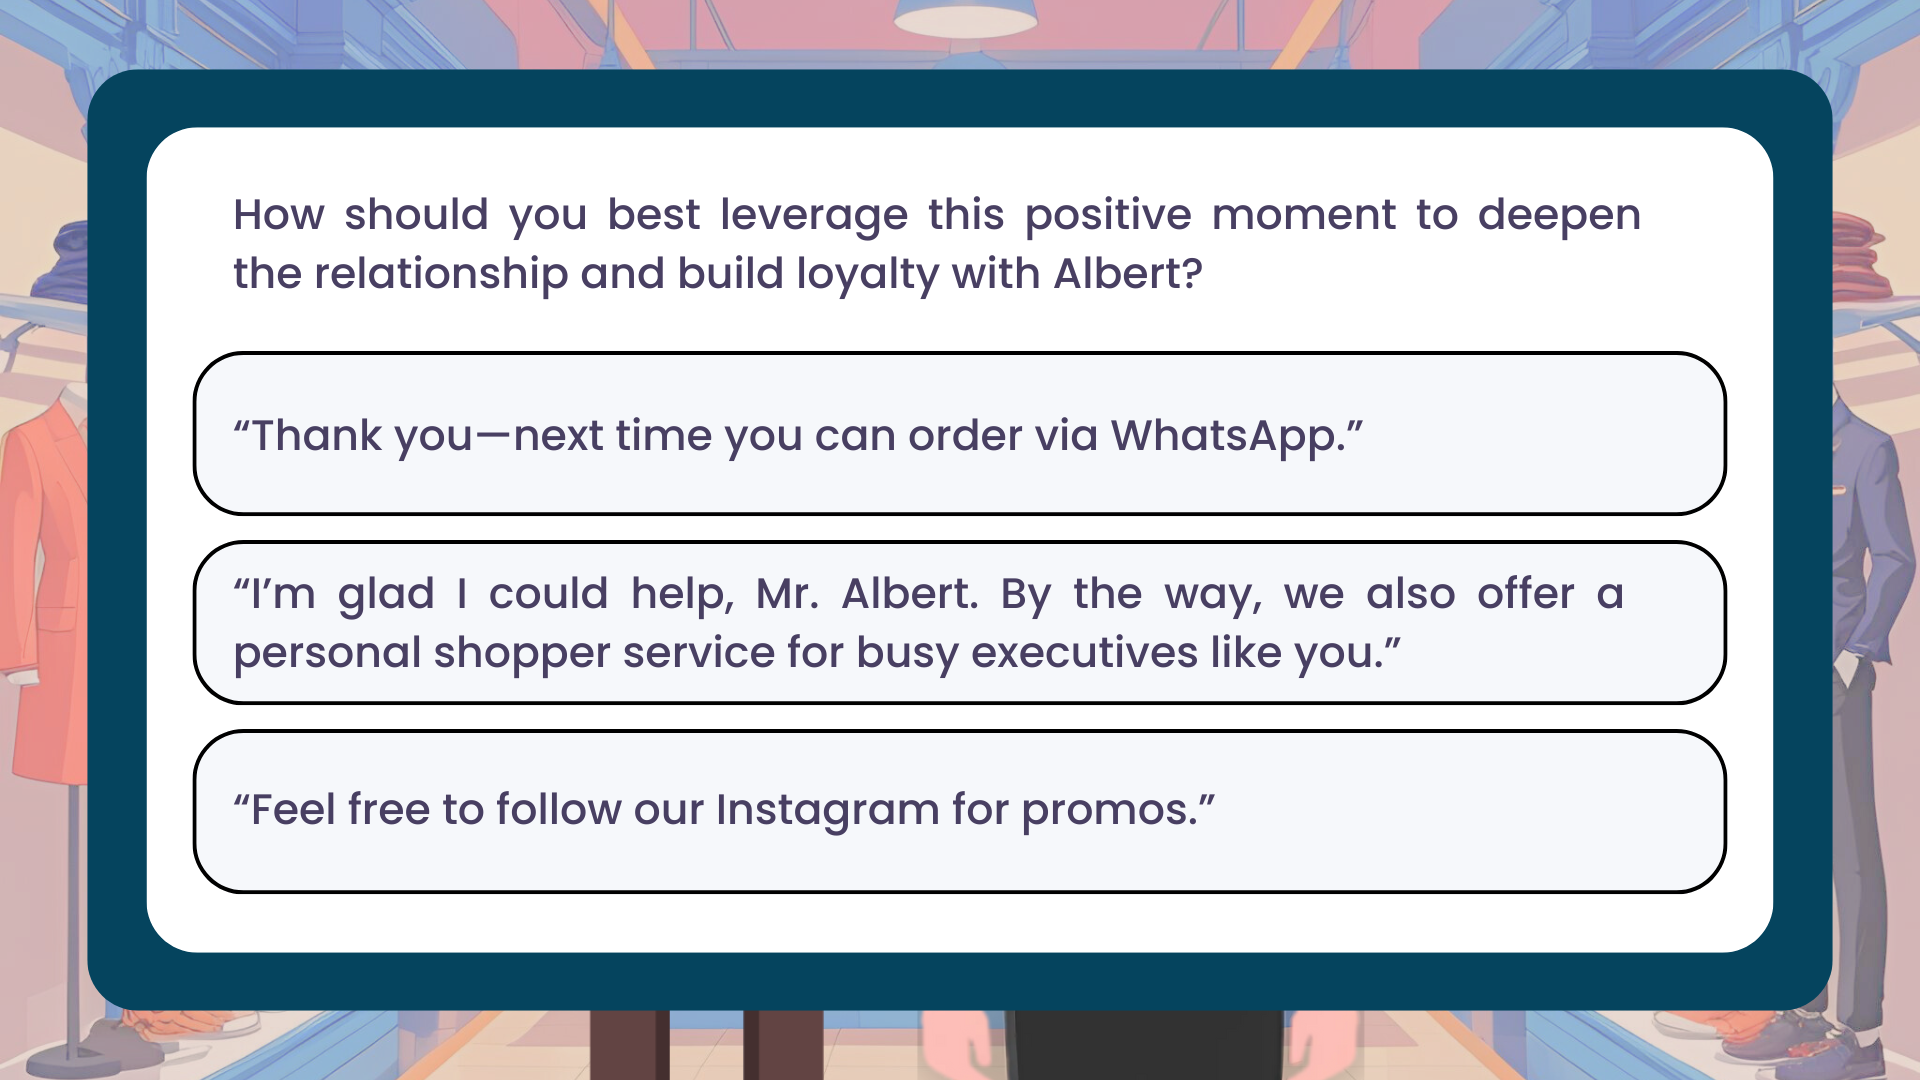 How should you best leverage this positive moment to deepen
the relationship and build loyalty with Albert?
“Thank you—next time you can order via WhatsApp.”
“I’m glad I could help, Mr. Albert. By the way, we also offer a
personal shopper service for busy executives like you.”
“Feel free to follow our Instagram for promos.”